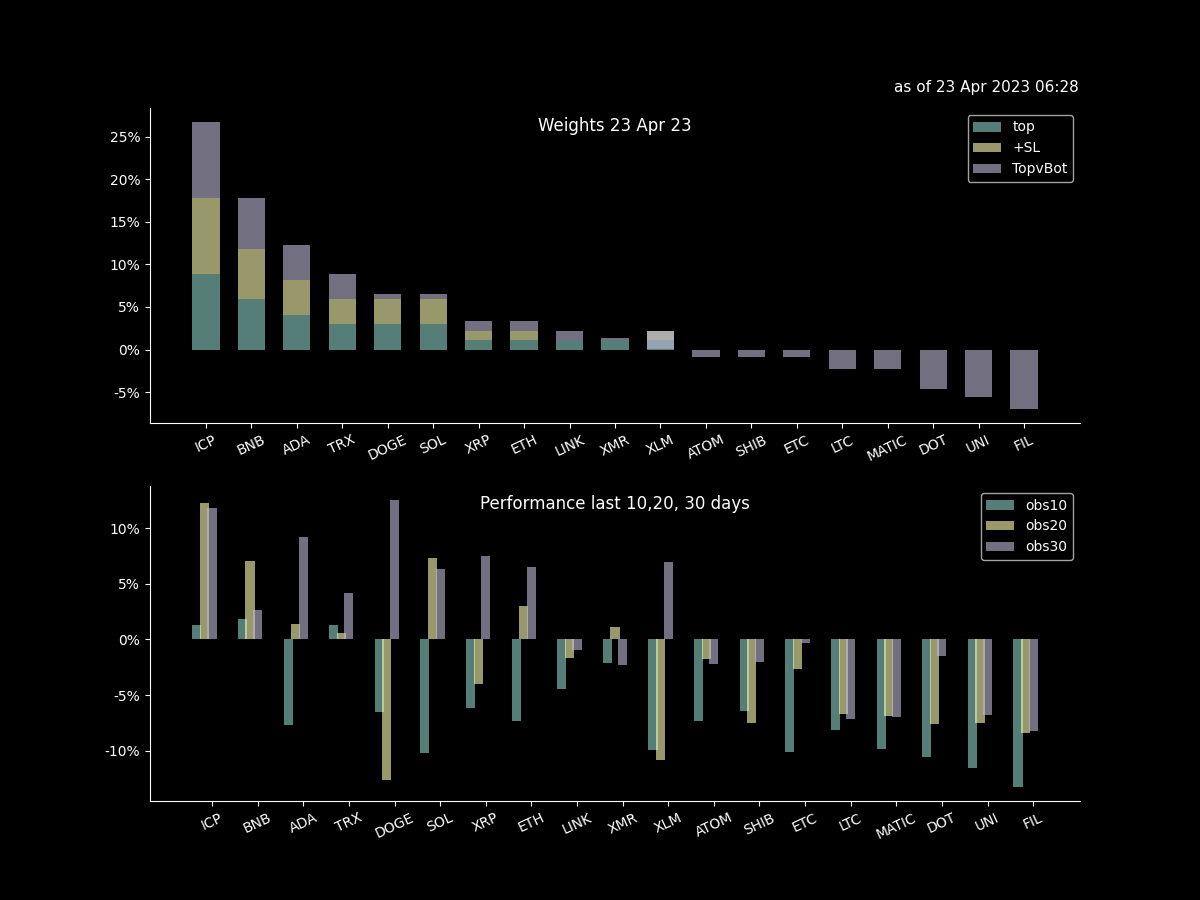 as of 23 Apr 2023 06:28
Weights 23 Apr 23
top
+SL
TopvBot
25%
20%
15%
10%
5%
0%
-5%
ICP BNB ADA TRX DOGE SOL XRP ETH LINK XMR XLM ATOM SHIB ETC LTC MATIC DOT UNI FIL
Performance last 10,20, 30 days
obs10
obs20
obs30
10%
5%
0%
-5%
-10%
ICP BNB ADA TRX DOGE SOL XRP ETH LINK XMR XLM ATOM SHIB ETC LTC MATIC DOT UNI FIL